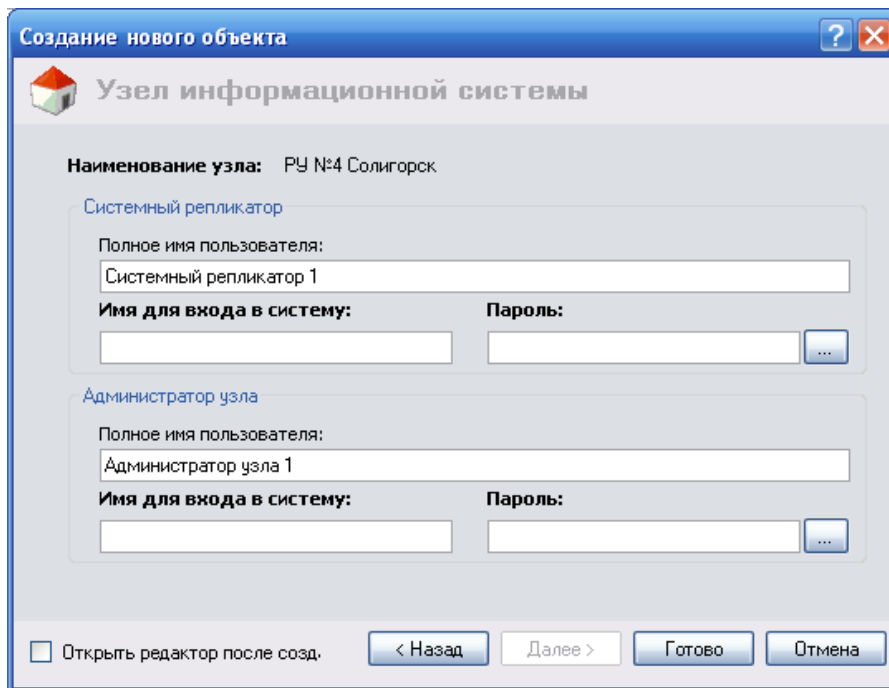 Создание нового объекта
Узел информационной системы
Наименование узла: РУ №4 Солигорск
Системный репликатор
Полное имя пользователя:
Системный репликатор 1
Имя для входа в систему: Пароль:
...
Администратор узла
Полное имя пользователя:
Администратор узла 1
Имя для входа в систему: Пароль:
...
Открыть редактор после созд. < Назад Далее > Готово Отмена